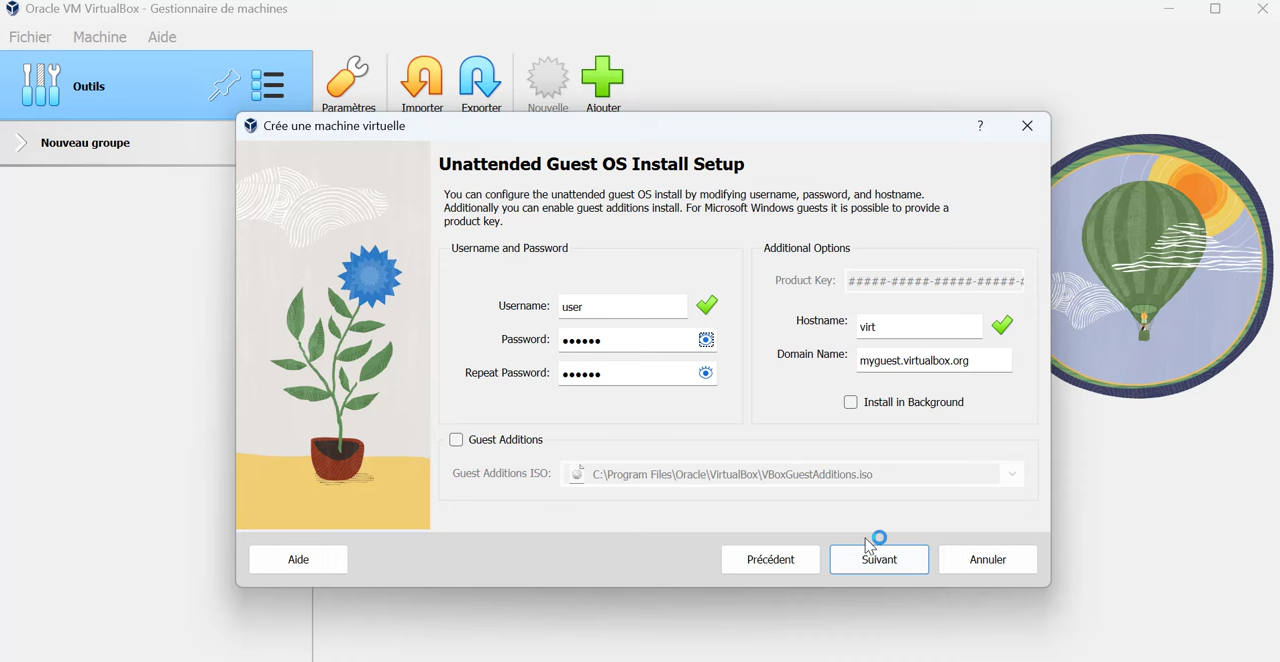 Oracle VM VirtualBox - Gestionnaire de machines
Fichier Machine Aide
Outils
Paramètres Importer Exporter Nouvelle Ajouter
Nouveau groupe
Crée une machine virtuelle ?
Unattended Guest OS Install Setup
You can configure the unattended guest OS install by modifying username, password, and hostname.
Additionally you can enable guest additions install. For Microsoft Windows guests it is possible to provide a
product key.
Username and Password
Username: user
Password: ●●●●●●
Repeat Password: ●●●●●●
Additional Options
Product Key: #####-#####-#####-#####-#
Hostname: virt
Domain Name: myguest.virtualbox.org
Install in Background
Guest Additions
Guest Additions ISO: C:\Program Files\Oracle\VirtualBox\VBoxGuestAdditions.iso
Aide Précédent Suivant Annuler